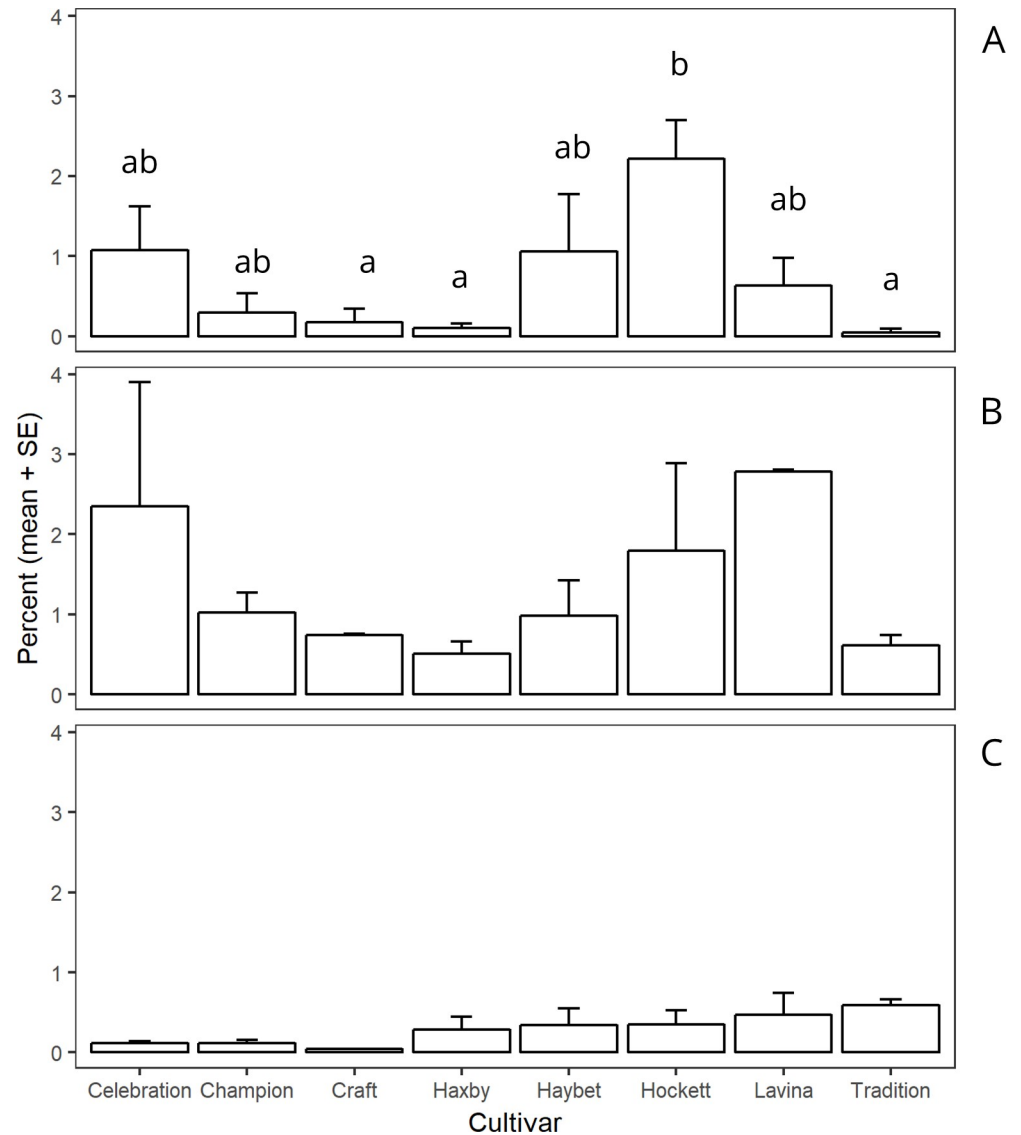 A
4
3
2
1
0
ab
ab
a
a
ab
b
ab
a
B
4
3
2
1
0
C
4
3
2
1
0
Percent (mean + SE)
Celebration Champion Craft Haxby Haybet Hockett Lavina Tradition
Cultivar